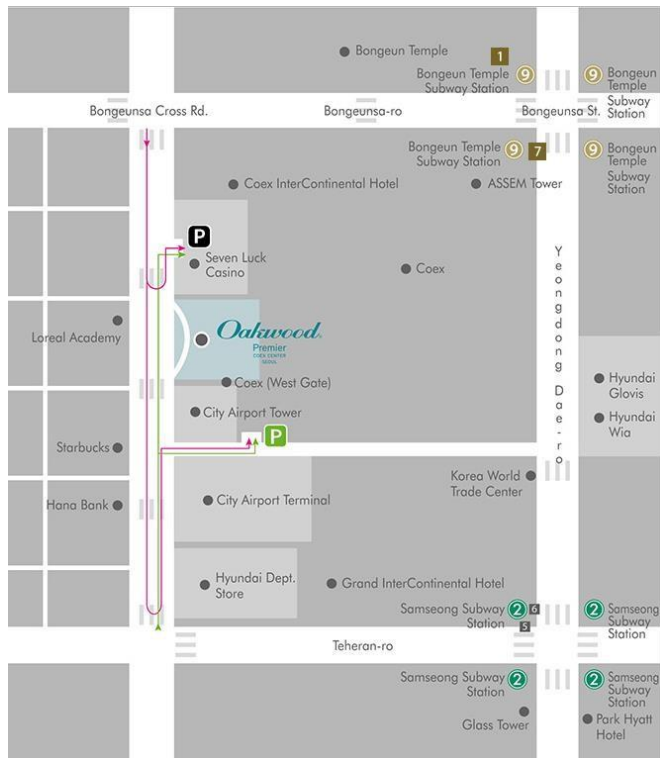 Bongeun Temple
1
Bongeun Temple
Subway Station
9
9
Bongeun
Temple
Subway
Station
Bongeunsa Cross Rd.
Bongeunsa-ro
Bongeunsa St.
Bongeun Temple
Subway Station
9
7
9
Bongeun
Temple
Subway
Station
Coex InterContinental Hotel
ASSEM Tower
P
Seven Luck
Casino
Coex
Yeongdong Dae-ro
Loreal Academy
Oakwood
Premier
COEX CENTER
SEOUL
Coex (West Gate)
Hyundai
Glovis
City Airport Tower
Hyundai
Wia
P
Starbucks
Korea World
Trade Center
Hana Bank
City Airport Terminal
Hyundai Dept.
Store
Grand InterContinental Hotel
Samseong Subway
Station
2
6
5
2
Samseong
Subway
Station
Teheran-ro
Samseong Subway
Station
2
2
Samseong
Subway
Station
Glass Tower
Park Hyatt
Hotel